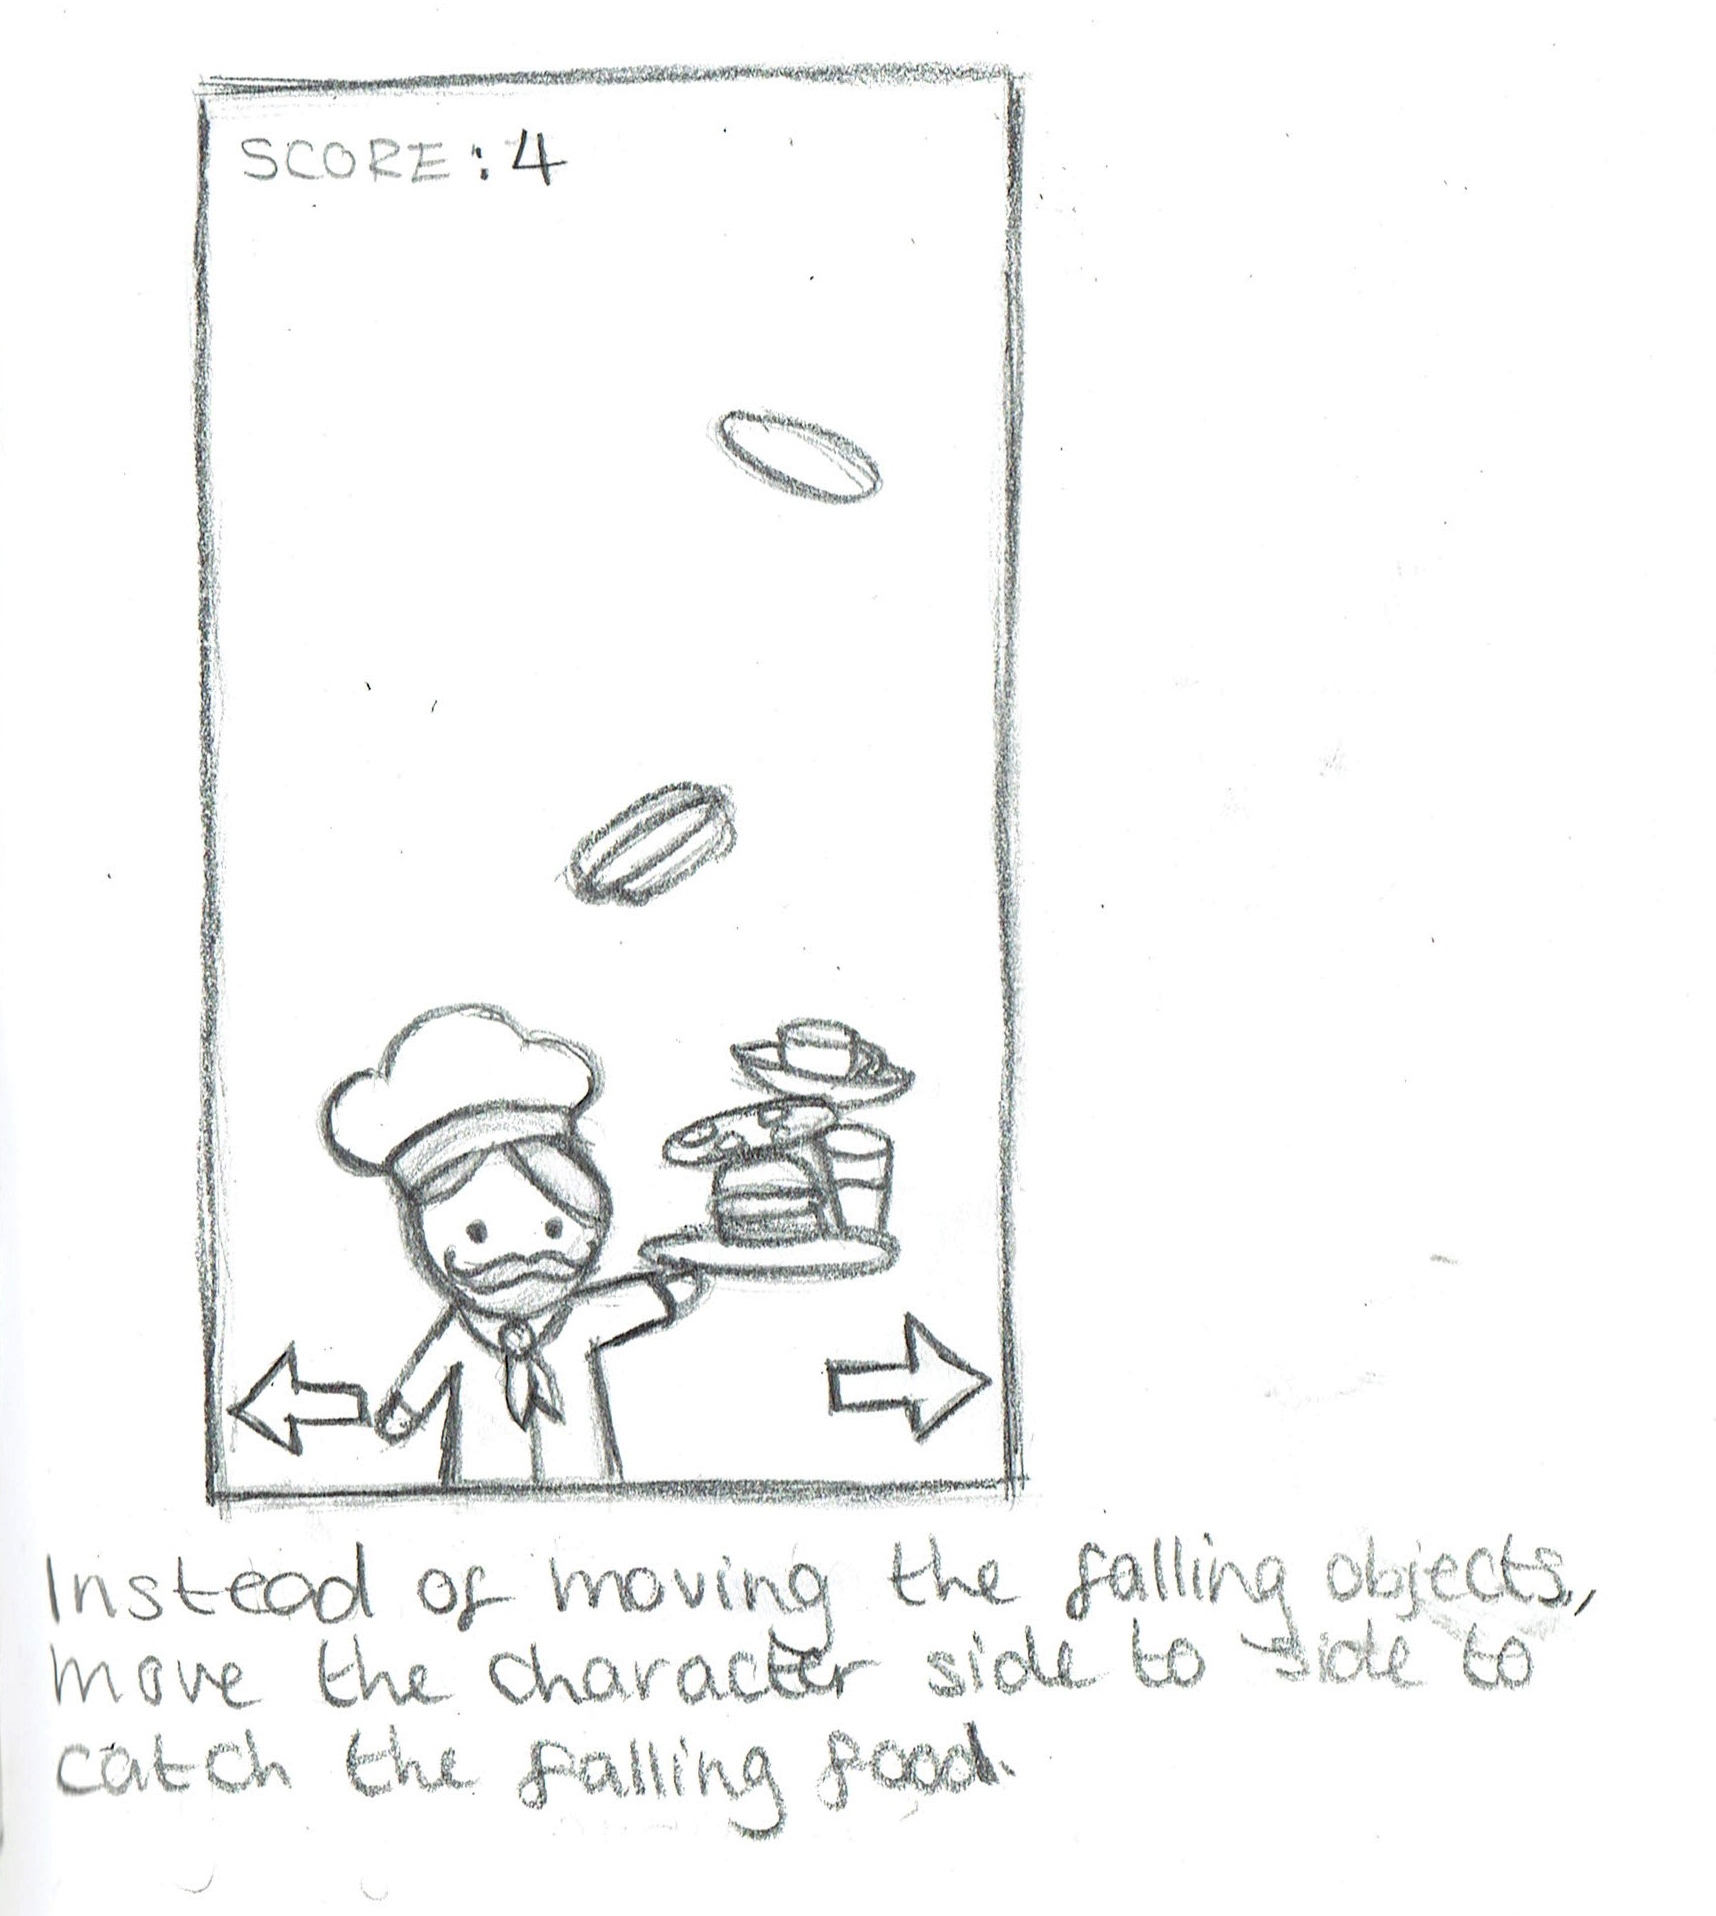 SCORE: 4
Instead of moving the falling objects,
move the character side to side to
catch the falling food.